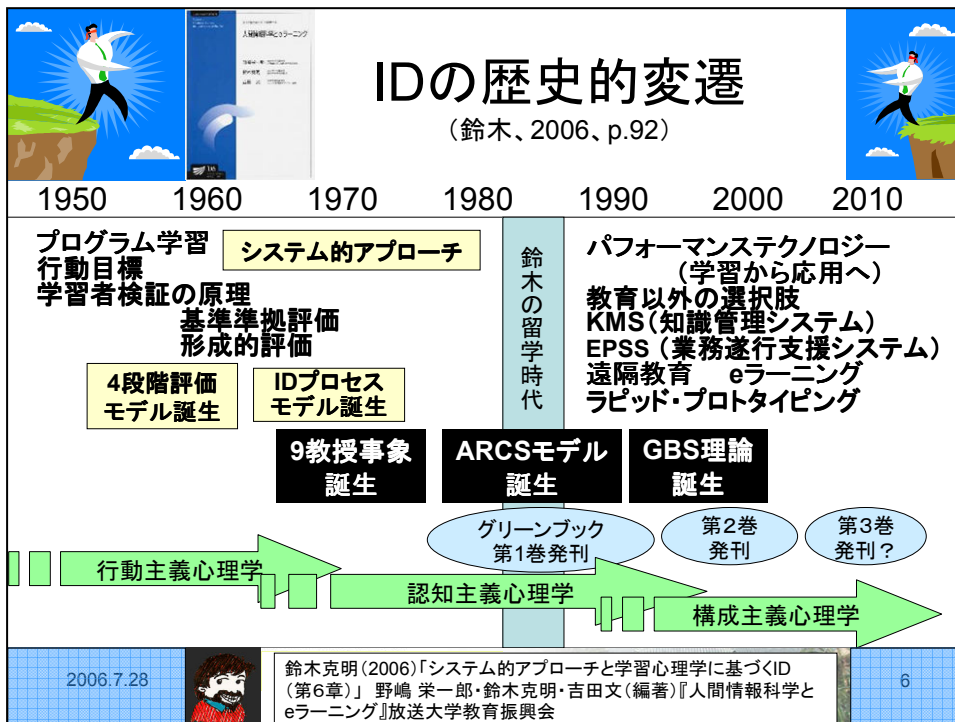 人間情報科学とeラーニング
IDの歴史的変遷
(鈴木、2006、p.92)
1950 1960 1970 1980 1990 2000 2010
プログラム学習
行動目標
学習者検証の原理
システム的アプローチ
基準準拠評価
形成的評価
4段階評価
モデル誕生
IDプロセス
モデル誕生
鈴木の留学時代
パフォーマンステクノロジー
(学習から応用へ)
教育以外の選択肢
KMS(知識管理システム)
EPSS (業務遂行支援システム)
遠隔教育 eラーニング
ラピッド・プロトタイピング
9教授事象
誕生
ARCSモデル
誕生
GBS理論
誕生
グリーンブック
第1巻発刊
第2巻
発刊
第3巻
発刊?
行動主義心理学
認知主義心理学
構成主義心理学
2006.7.28
鈴木克明(2006)「システム的アプローチと学習心理学に基づくID
(第6章)」 野嶋 栄一郎・鈴木克明・吉田文(編著)『人間情報科学と
eラーニング』放送大学教育振興会
6